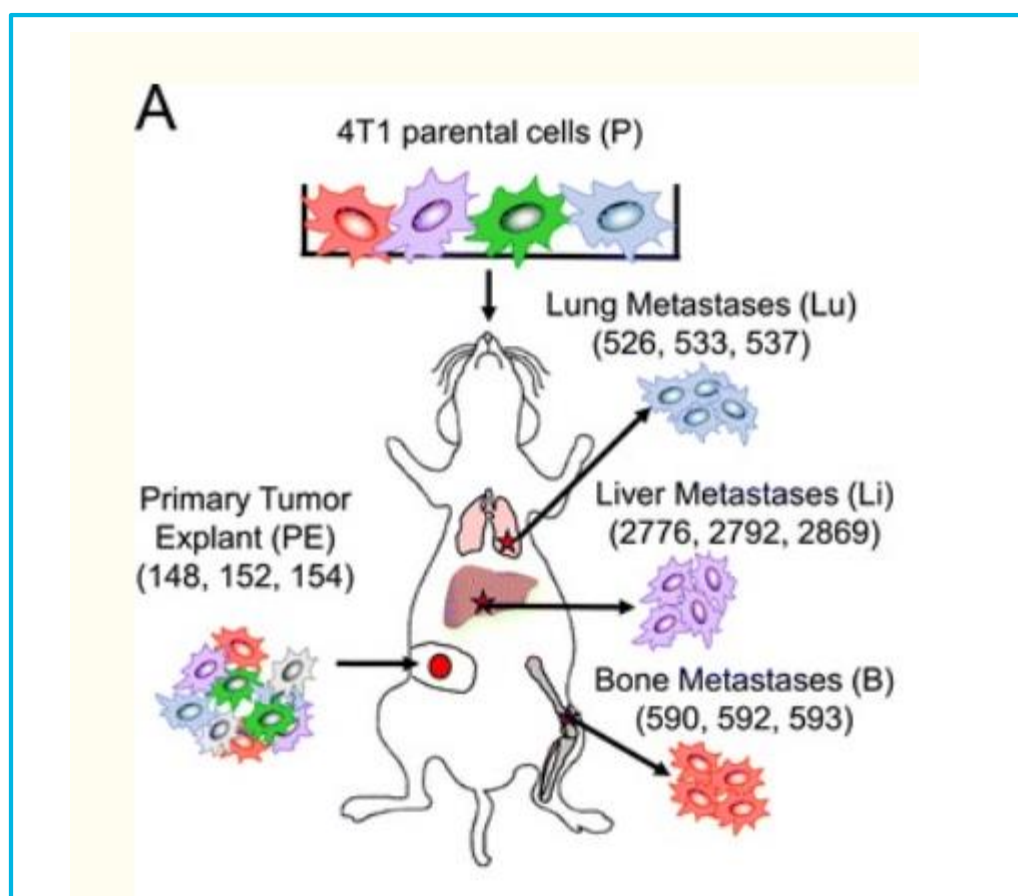 A
4T1 parental cells (P)
Lung Metastases (Lu)
(526, 533, 537)
Liver Metastases (Li)
(2776, 2792, 2869)
Primary Tumor
Explant (PE)
(148, 152, 154)
Bone Metastases (B)
(590, 592, 593)